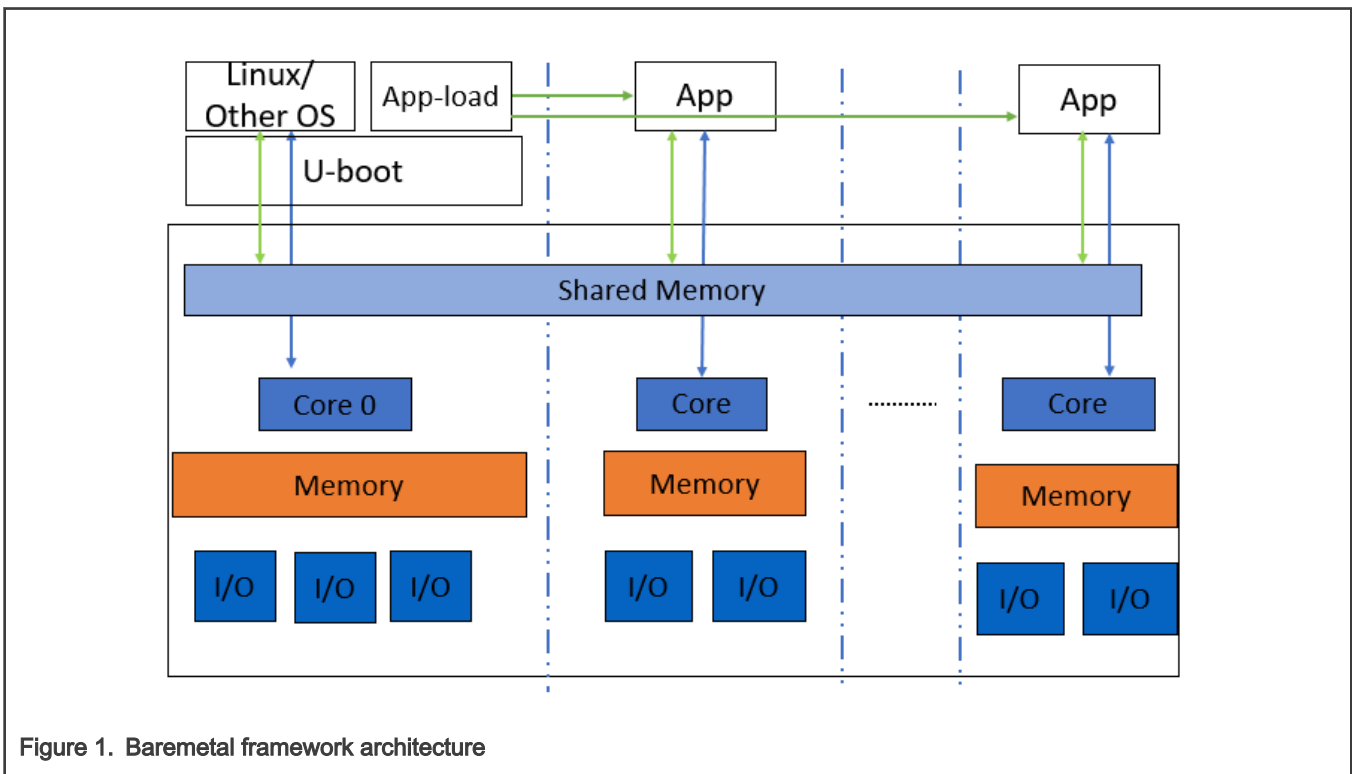 Linux/
Other OS
App-load
App
App
U-boot
Shared Memory
Core 0
Core
Core
Memory
Memory
Memory
I/O
I/O
I/O
I/O
I/O
I/O
I/O
Figure 1. Baremetal framework architecture